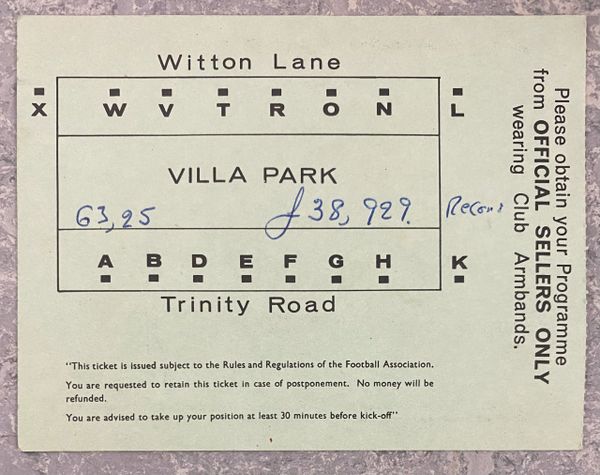 Witton Lane
X W V T R O N L
VILLA PARK
63,25 £38,929. Record
A B D E F G H K
Trinity Road
"This ticket is issued subject to the Rules and Regulations of the Football Association.
You are requested to retain this ticket in case of postponement. No money will be
refunded.
You are advised to take up your position at least 30 minutes before kick-off"
Please obtain your Programme
from OFFICIAL SELLERS ONLY
wearing Club Armbands.